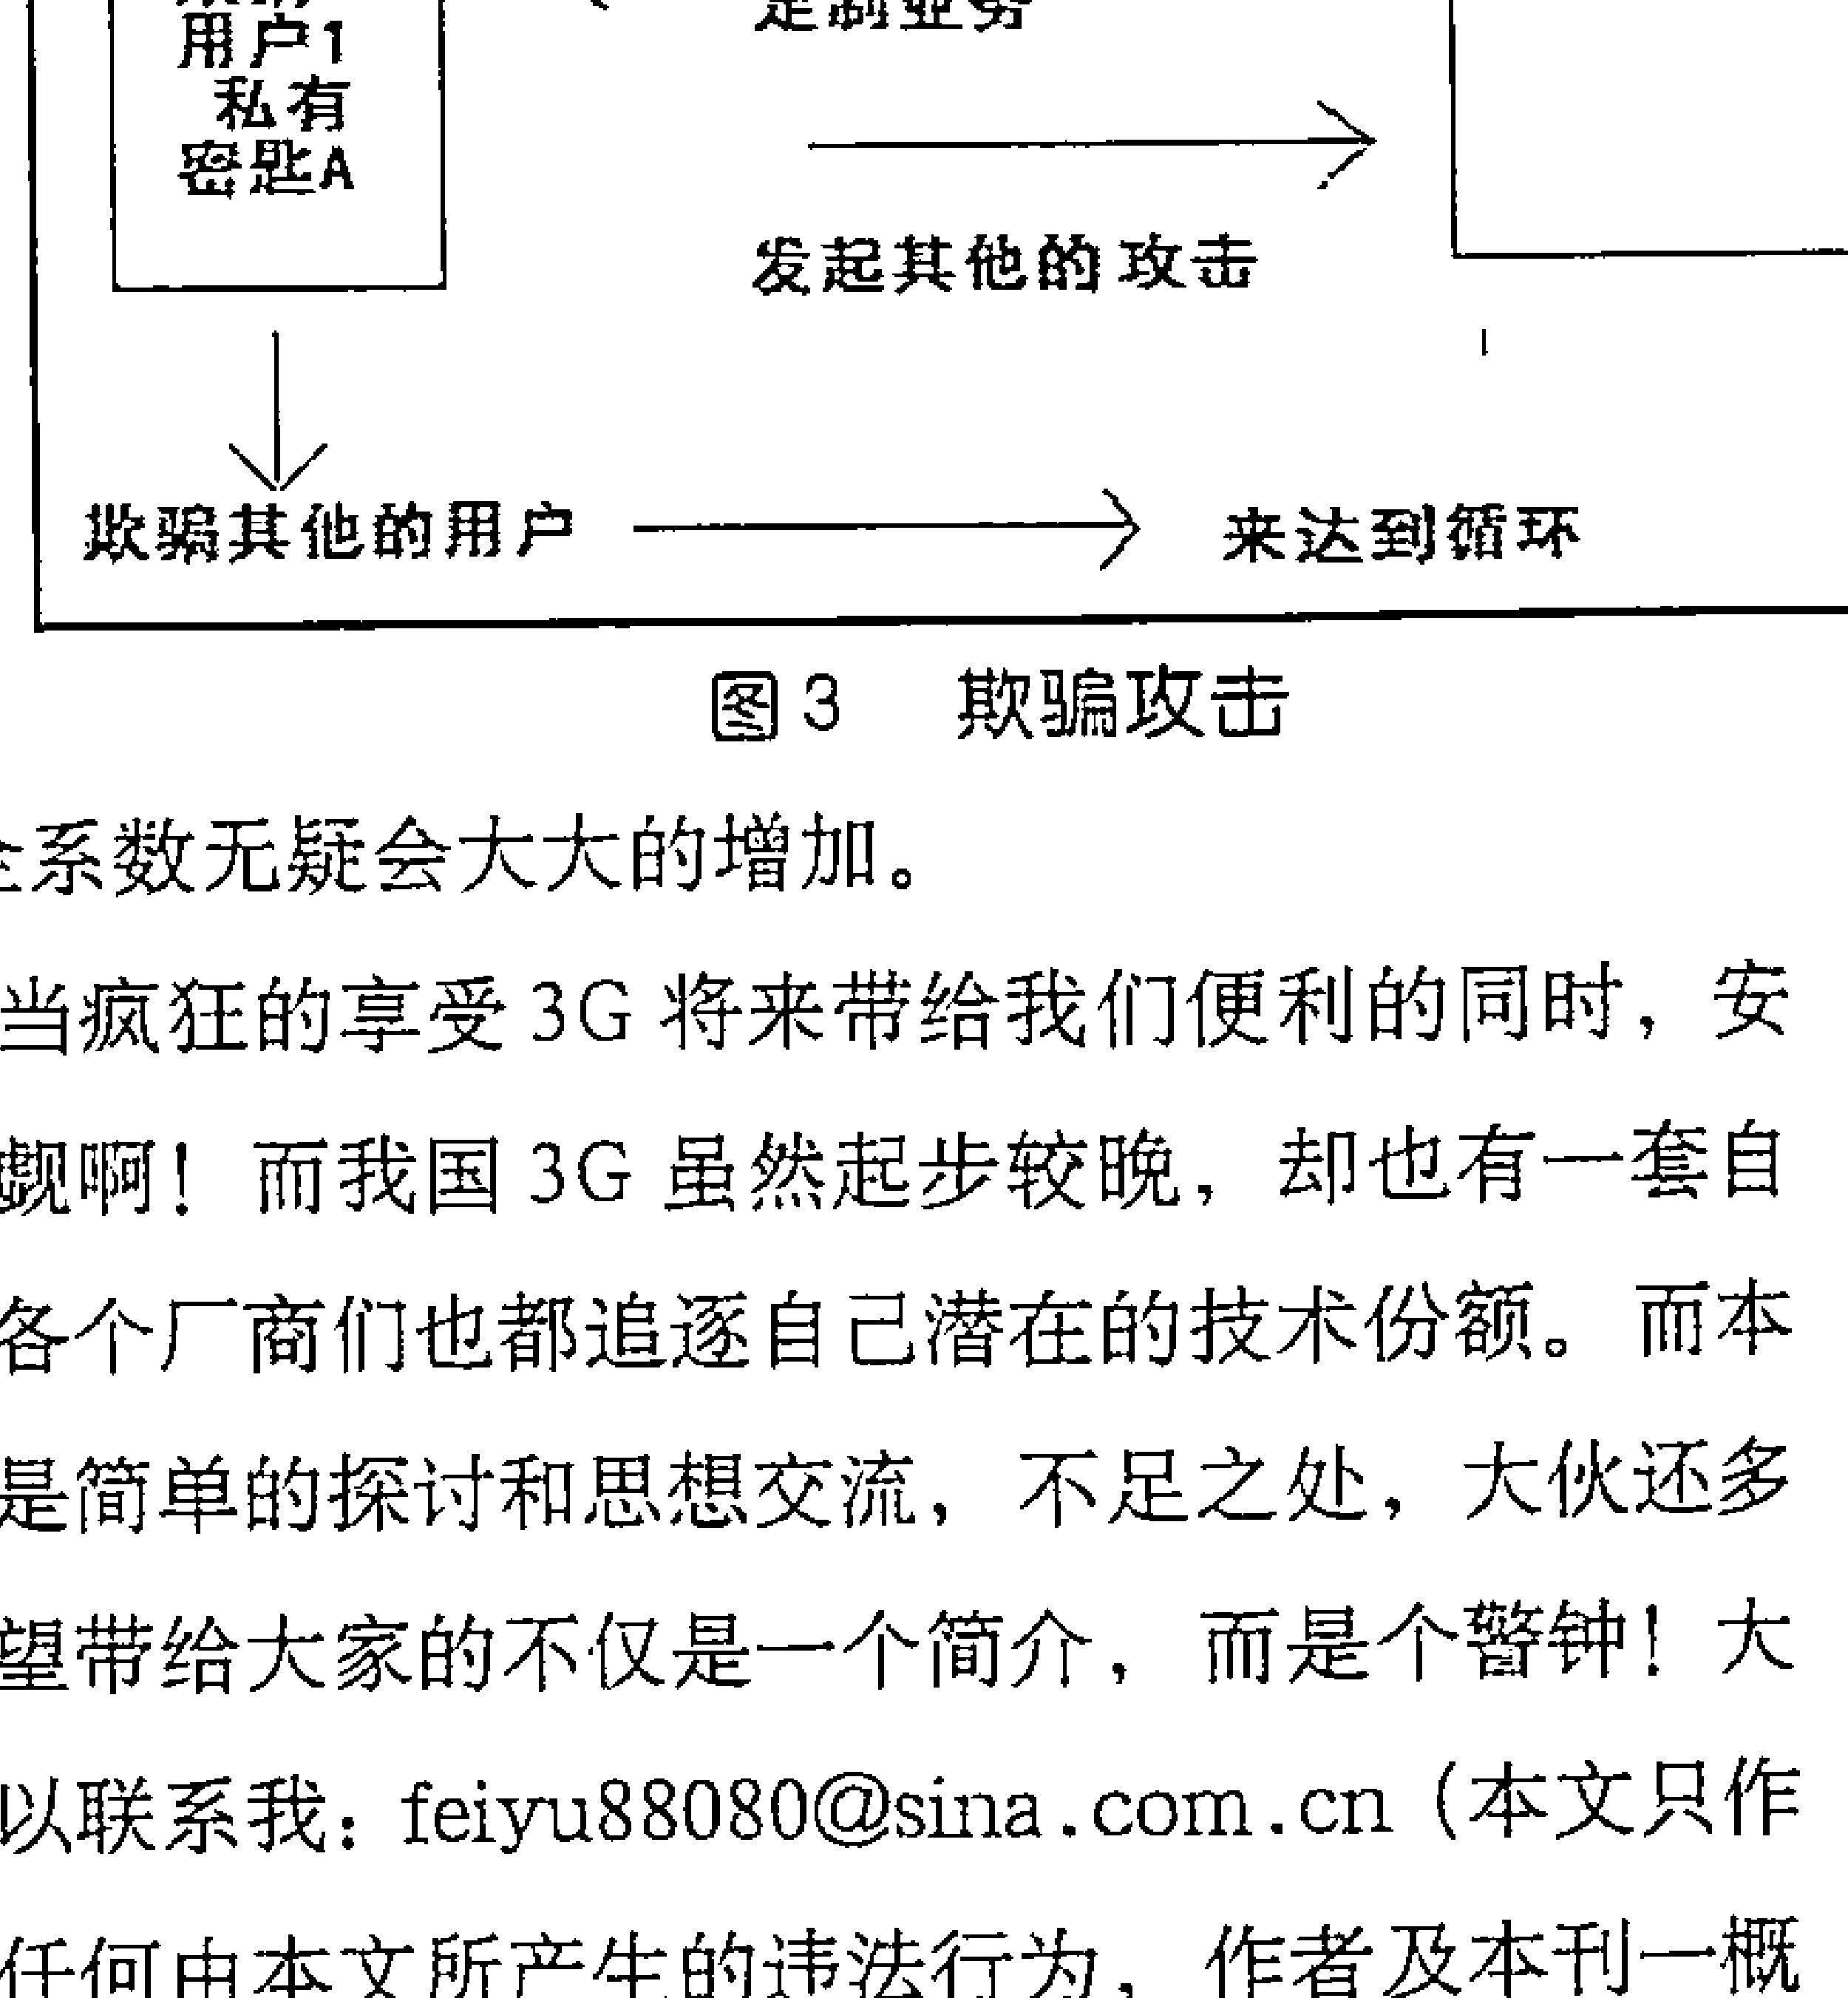 定制业务
用户1
私有
密匙A
发起其他的攻击
欺骗其他的用户
来达到循环
图3 欺骗攻击
全系数无疑会大大的增加。
当疯狂的享受3G将来带给我们便利的同时，安
觑啊！而我国3G虽然起步较晚，却也有一套自
各个厂商们也都追逐自己潜在的技术份额。而本
是简单的探讨和思想交流，不足之处，大伙还多
望带给大家的不仅是一个简介，而是个警钟！大
以联系我：feiyu88080@sina.com.cn（本文只作
任何由本文所产生的违法行为，作者及本刊一概